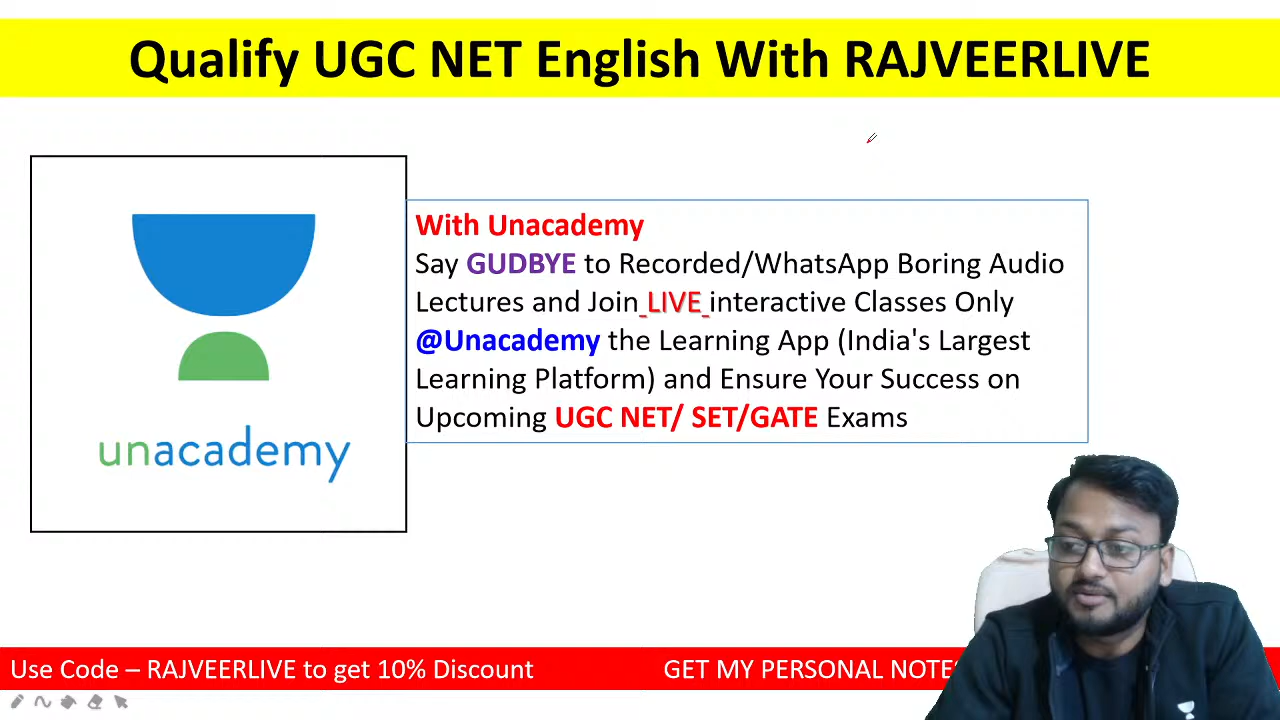 Qualify UGC NET English With RAJVEERLIVE
unacademy
With Unacademy
Say GUDBYE to Recorded/WhatsApp Boring Audio
Lectures and Join LIVE interactive Classes Only
@Unacademy the Learning App (India's Largest
Learning Platform) and Ensure Your Success on
Upcoming UGC NET/ SET/GATE Exams
Use Code – RAJVEERLIVE to get 10% Discount
GET MY PERSONAL